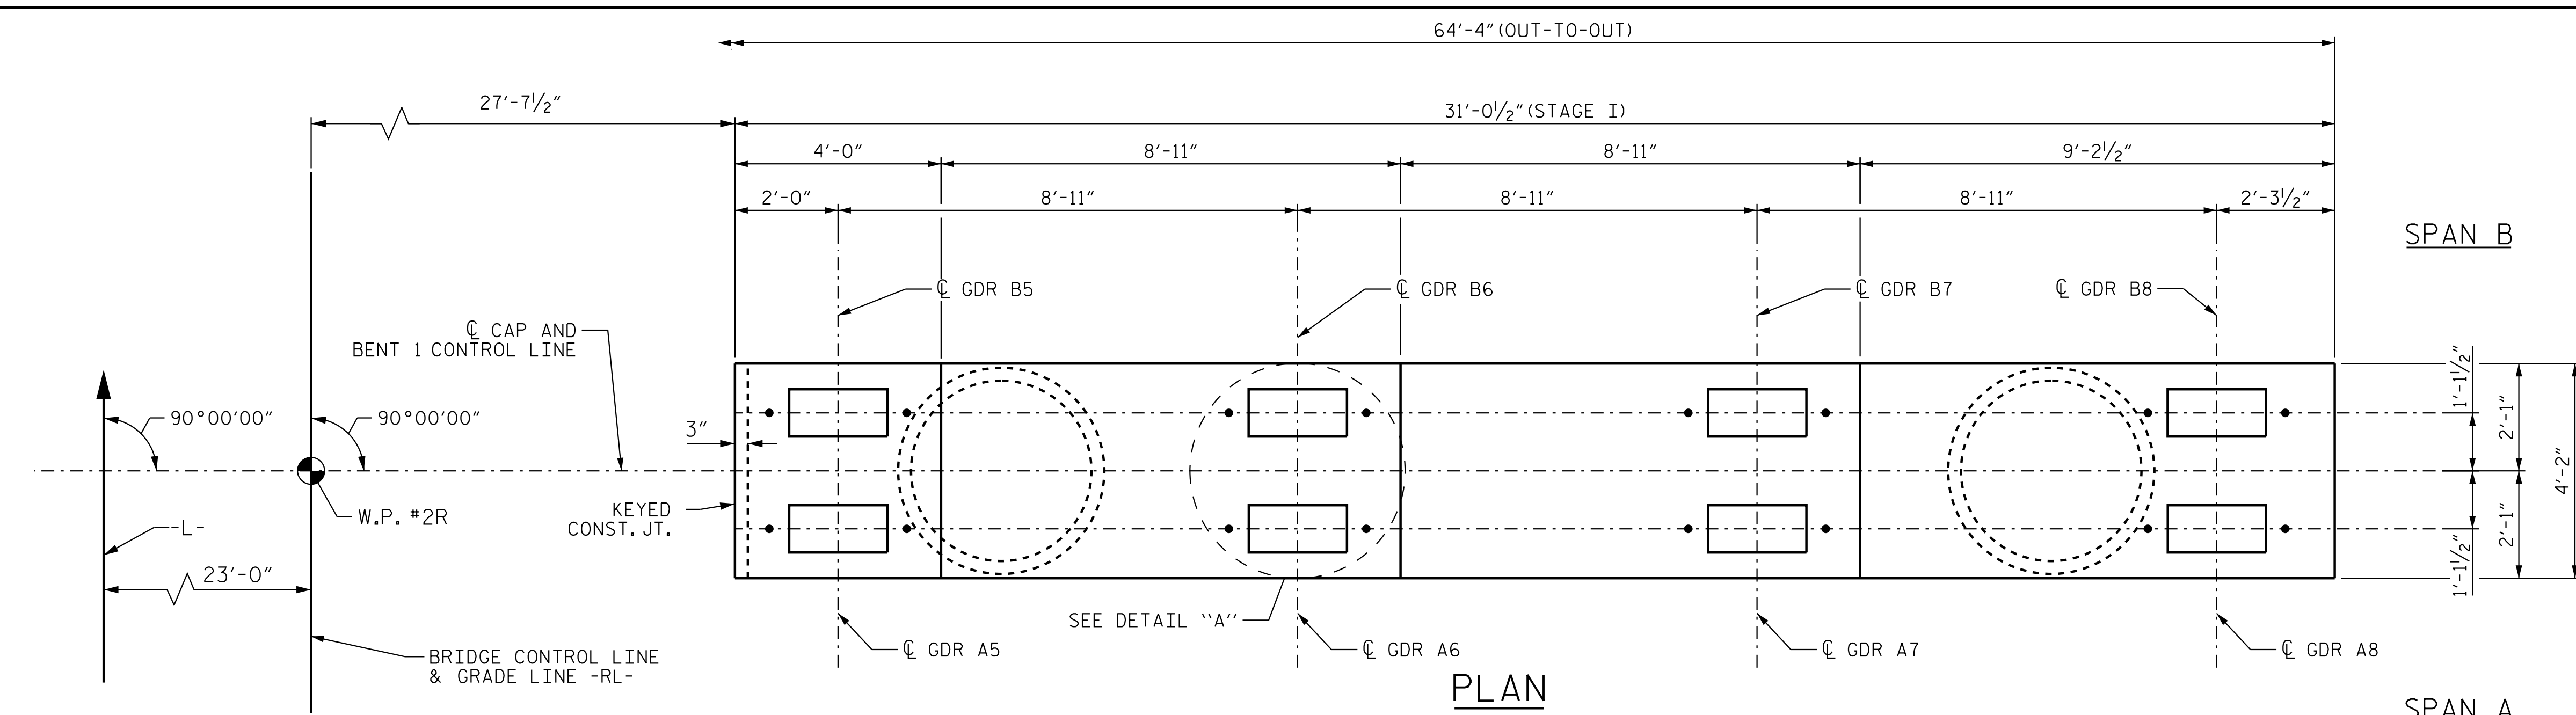 64'-4" (OUT-TO-OUT)
27'-7½"
31'-0½" (STAGE I)
4'-0"
8'-11"
8'-11"
9'-2½"
2'-0"
8'-11"
8'-11"
8'-11"
2'-3½"
SPAN B
℄ GDR B5
℄ GDR B6
℄ GDR B7
℄ GDR B8
℄ CAP AND
BENT 1 CONTROL LINE
90°00'00"
90°00'00"
3"
1'-1½"
2'-1"
4'-2"
2'-1"
1'-1½"
KEYED
CONST. JT.
W.P. #2R
-L-
23'-0"
SEE DETAIL "A"
℄ GDR A5
℄ GDR A6
℄ GDR A7
℄ GDR A8
BRIDGE CONTROL LINE
& GRADE LINE -RL-
PLAN
SPAN A